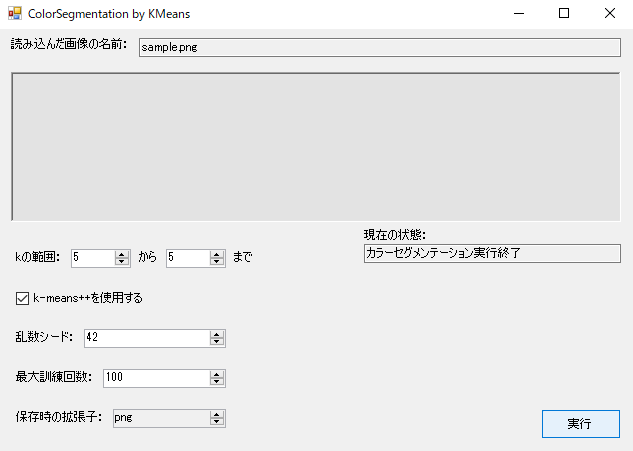 ColorSegmentation by KMeans
読み込んだ画像の名前: sample.png
現在の状態:
カラーセグメンテーション実行終了
kの範囲: 5 から 5 まで
k-means++を使用する
乱数シード: 42
最大訓練回数: 100
保存時の拡張子: png
実行